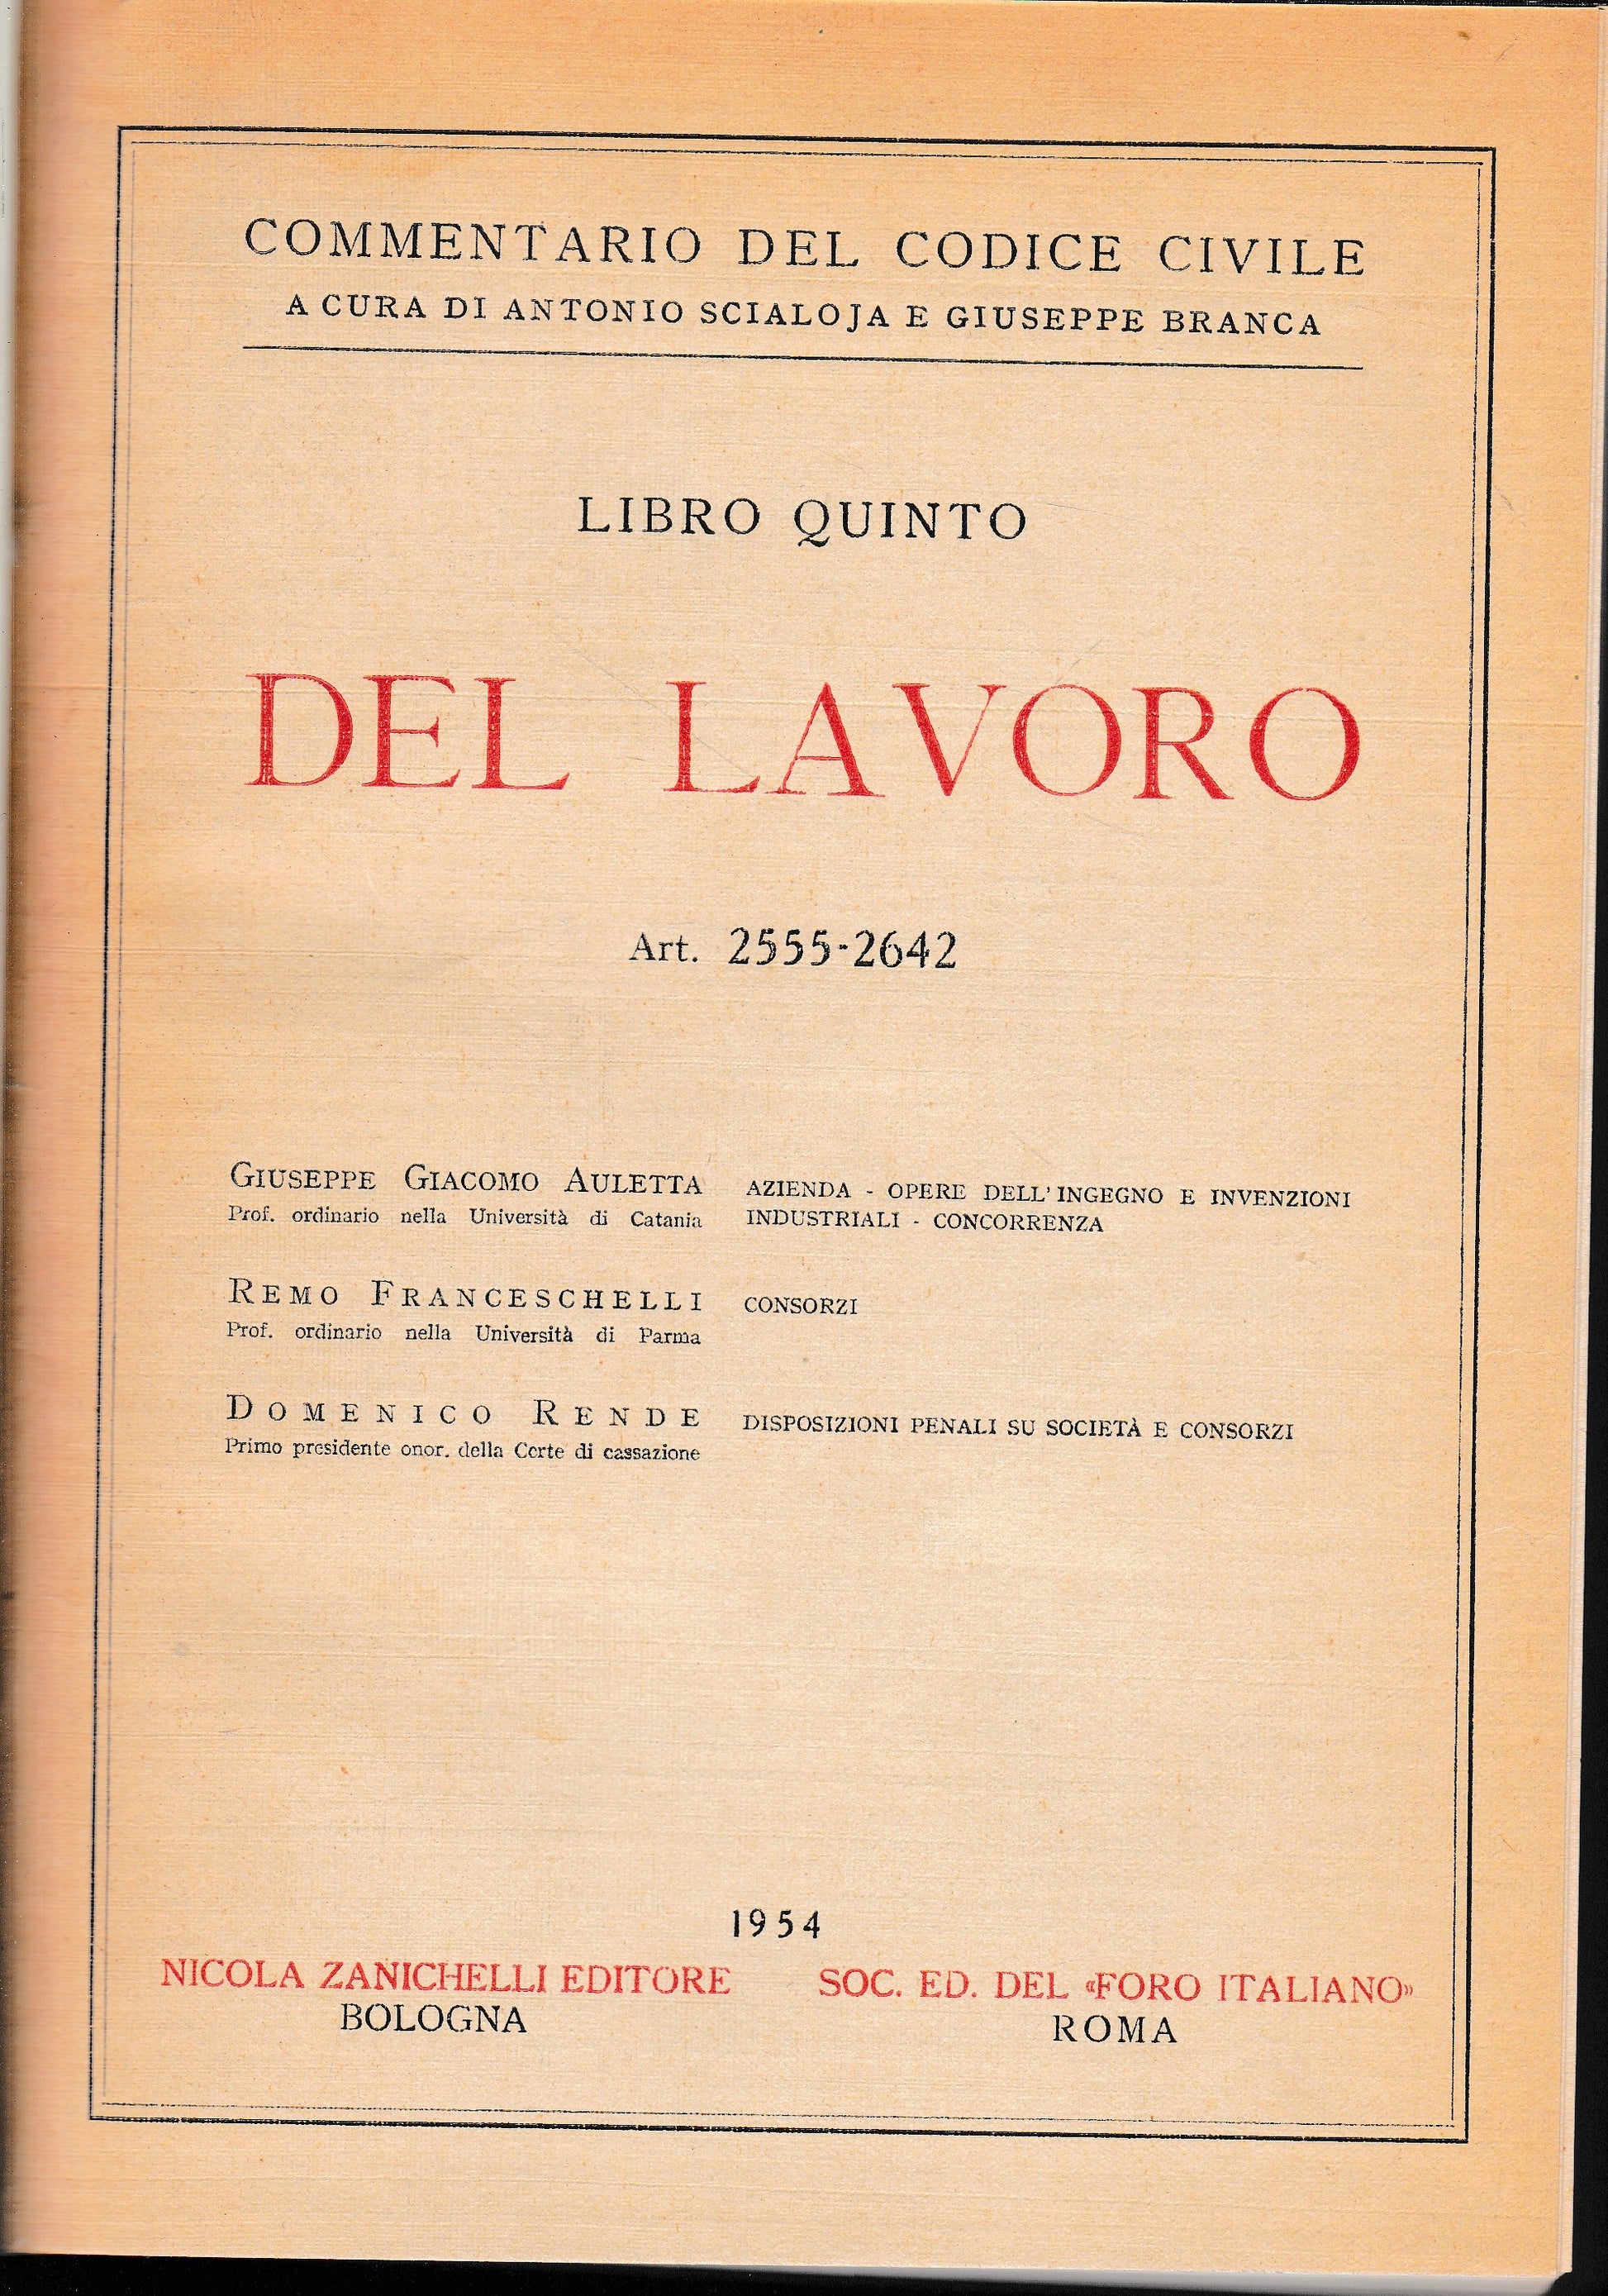 COMMENTARIO DEL CODICE CIVILE
A CURA DI ANTONIO SCIALOJA E GIUSEPPE BRANCA
LIBRO QUINTO
DEL LAVORO
Art. 2555-2642
GIUSEPPE GIACOMO AULETTA
Prof. ordinario nella Università di Catania
AZIENDA - OPERE DELL'INGEGNO E INVENZIONI
INDUSTRIALI - CONCORRENZA
REMO FRANCESCHELLI
Prof. ordinario nella Università di Parma
CONSORZI
DOMENICO RENDE
Primo presidente onor. della Corte di cassazione
DISPOSIZIONI PENALI SU SOCIETÀ E CONSORZI
1954
NICOLA ZANICHELLI EDITORE
BOLOGNA
SOC. ED. DEL «FORO ITALIANO»
ROMA